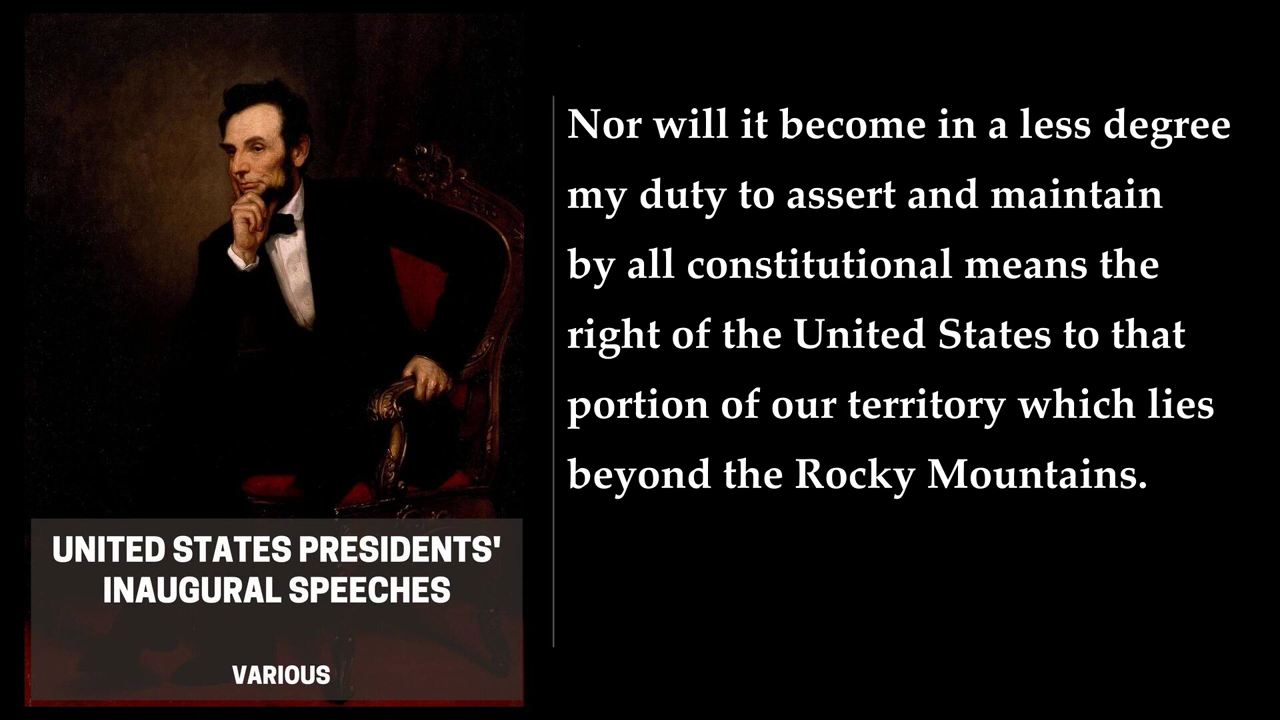 Nor will it become in a less degree
my duty to assert and maintain
by all constitutional means the
right of the United States to that
portion of our territory which lies
beyond the Rocky Mountains.
UNITED STATES PRESIDENTS'
INAUGURAL SPEECHES
VARIOUS